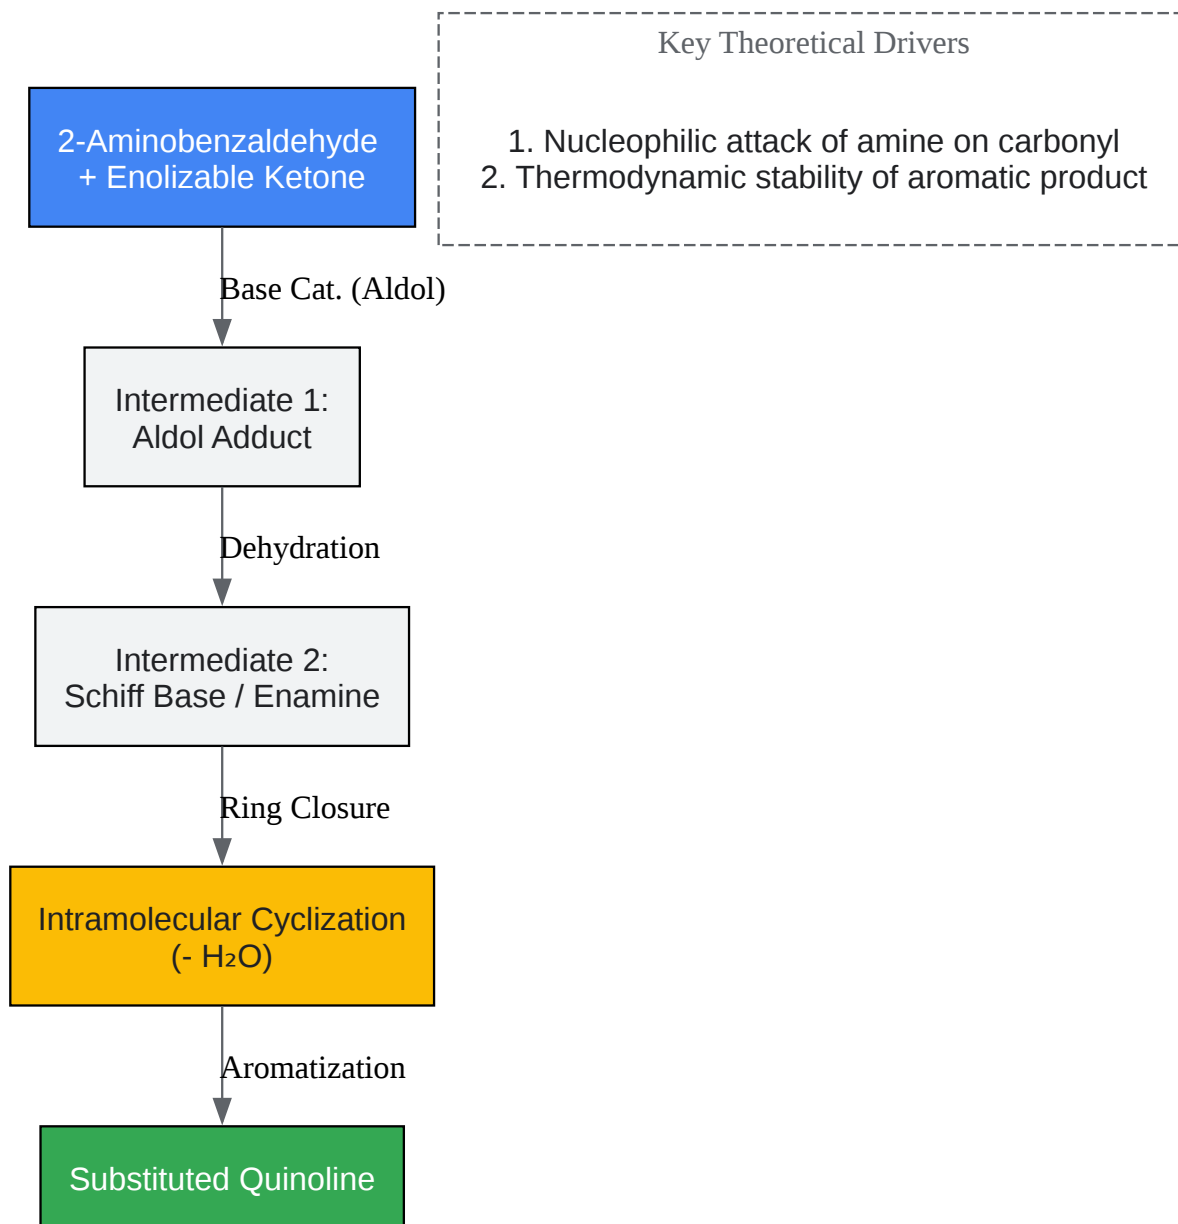 Key Theoretical Drivers
1. Nucleophilic attack of amine on carbonyl
2. Thermodynamic stability of aromatic product
2-Aminobenzaldehyde
+ Enolizable Ketone
Base Cat. (Aldol)
Intermediate 1:
Aldol Adduct
Dehydration
Intermediate 2:
Schiff Base / Enamine
Ring Closure
Intramolecular Cyclization
(- H₂O)
Aromatization
Substituted Quinoline